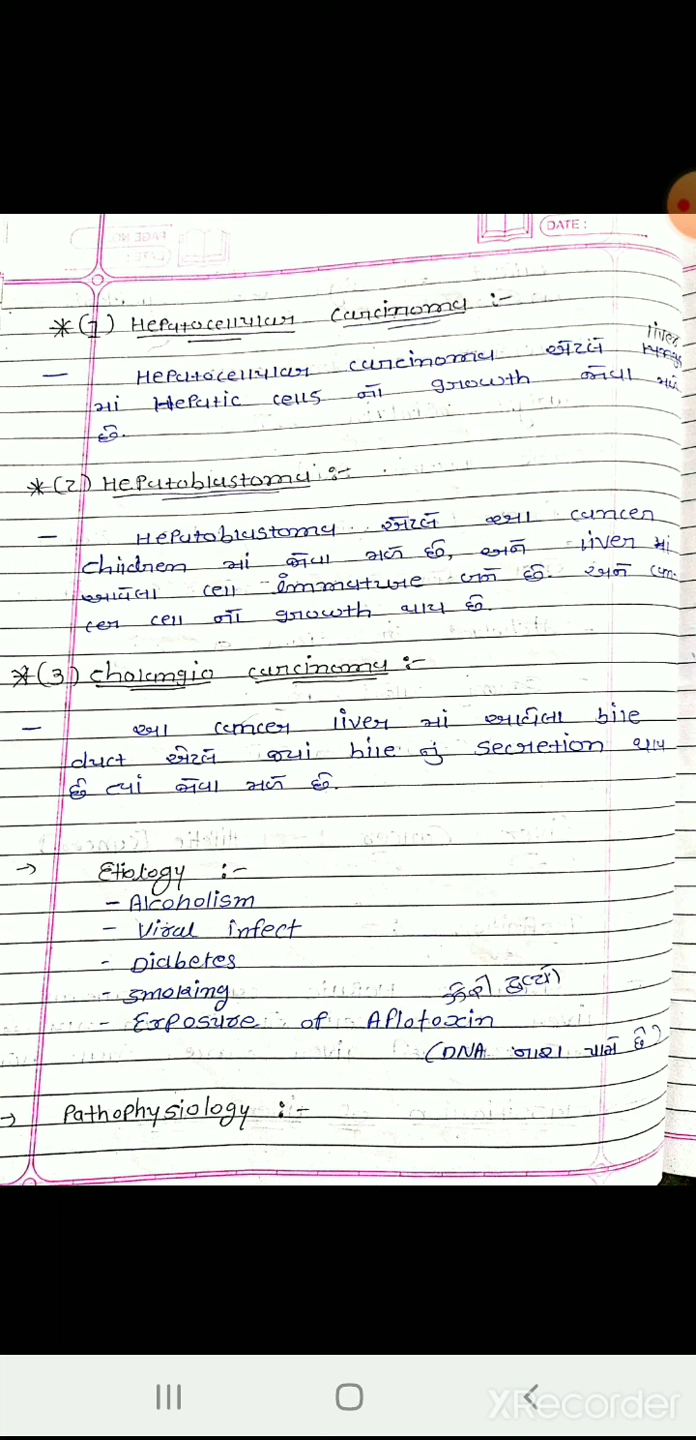 DATE :
*(1) Hepatocellular Carcinoma :-
— Hepatocellular carcinoma એટલે liver
માં Hepatic cells નો growth જોવા મળે
છે.
*(2) Hepatoblastoma :-
— Hepatoblastoma એટલે આ cancer
children માં જોવા મળે છે, અને liver માં
આવેલા cell Immature બને છે. અને can-
cer cell નો growth થાય છે.
*(3) cholangio carcinoma :-
— આ cancer liver માં આવેલા bile
duct એટલે જ્યાં bile નું secretion થાય
છે ત્યાં જોવા મળે છે.
→ Etiology :-
- Alcoholism
- Viral infect
- Diabetes
- Smoking
- Exposure of Aflotoxin
(DNA નાશ પામે છે)
→ Pathophysiology :-
XRecorder